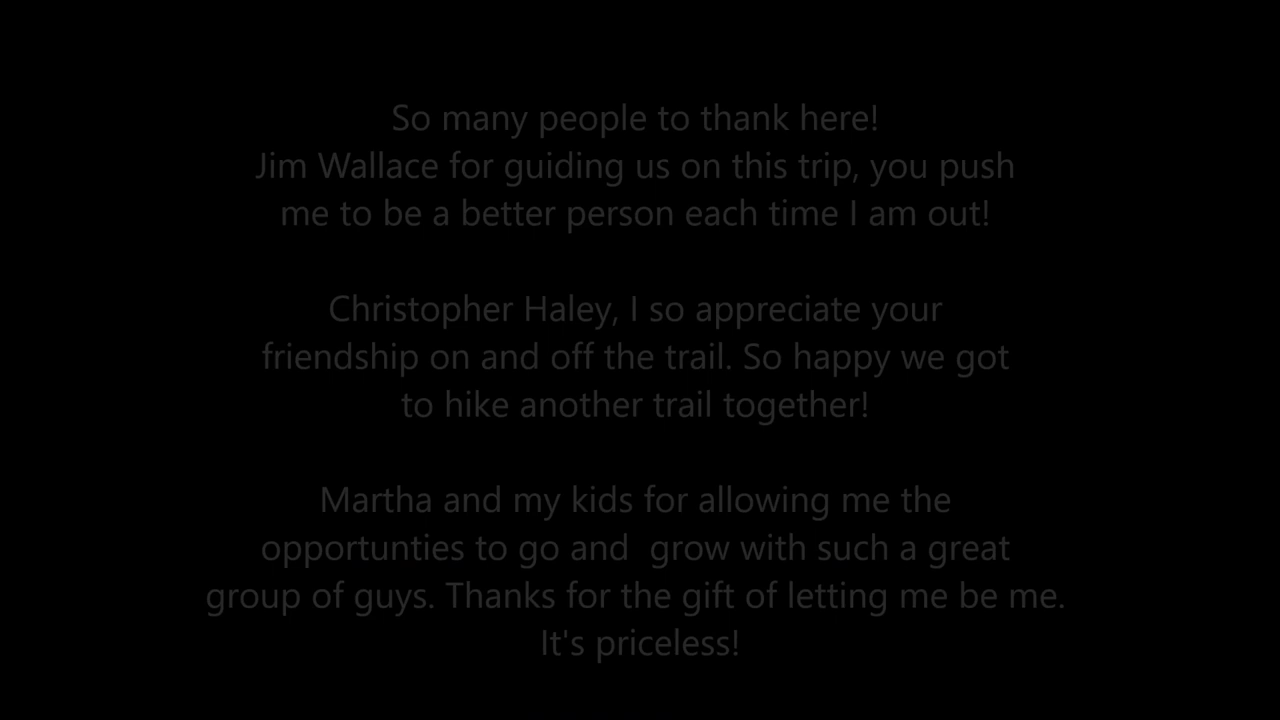 So many people to thank here!
Jim Wallace for guiding us on this trip, you push
me to be a better person each time I am out!
Christopher Haley, I so appreciate your
friendship on and off the trail. So happy we got
to hike another trail together!
Martha and my kids for allowing me the
opportunties to go and  grow with such a great
group of guys. Thanks for the gift of letting me be me.
It's priceless!